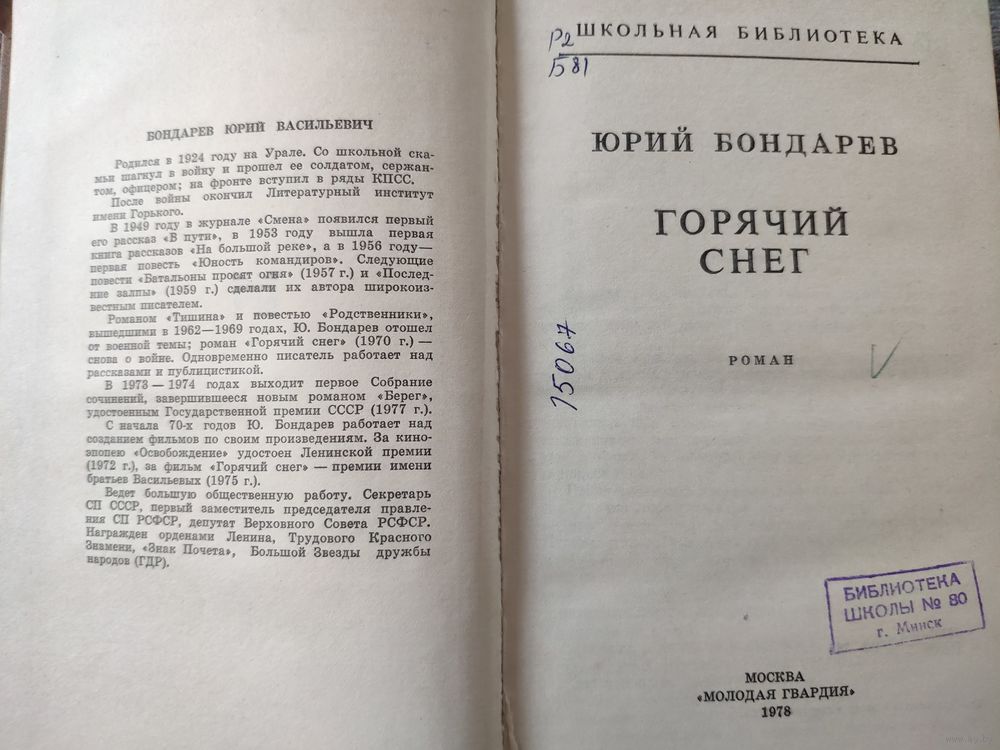 БОНДАРЕВ ЮРИЙ ВАСИЛЬЕВИЧ
Родился в 1924 году на Урале. Со школьной ска-
мьи шагнул в войну и прошел ее солдатом, сержан-
том, офицером; на фронте вступил в ряды КПСС.
После войны окончил Литературный институт
имени Горького.
В 1949 году в журнале «Смена» появился первый
его рассказ «В пути», в 1953 году вышла первая
книга рассказов «На большой реке», а в 1956 году—
первая повесть «Юность командиров». Следующие
повести «Батальоны просят огня» (1957 г.) и «Послед-
ние залпы» (1959 г.) сделали их автора широкоиз-
вестным писателем.
Романом «Тишина» и повестью «Родственники»,
вышедшими в 1962—1969 годах, Ю. Бондарев отошел
от военной темы; роман «Горячий снег» (1970 г.) —
снова о войне. Одновременно писатель работает над
рассказами и публицистикой.
В 1973 — 1974 годах выходит первое Собрание
сочинений, завершившееся новым романом «Берег»,
удостоенным Государственной премии СССР (1977 г.).
С начала 70-х годов Ю. Бондарев работает над
созданием фильмов по своим произведениям. За кино-
эпопею «Освобождение» удостоен Ленинской премии
(1972 г.), за фильм «Горячий снег» — премии имени
братьев Васильевых (1975 г.).
Ведет большую общественную работу. Секретарь
СП СССР, первый заместитель председателя правле-
ния СП РСФСР, депутат Верховного Совета РСФСР.
Награжден орденами Ленина, Трудового Красного
Знамени, «Знак Почета», Большой Звезды дружбы
народов (ГДР).
Р2
Б81
ШКОЛЬНАЯ БИБЛИОТЕКА
ЮРИЙ БОНДАРЕВ
ГОРЯЧИЙ
СНЕГ
РОМАН
15067
БИБЛИОТЕКА
ШКОЛЫ № 80
г. Минск
МОСКВА
«МОЛОДАЯ ГВАРДИЯ»
1978